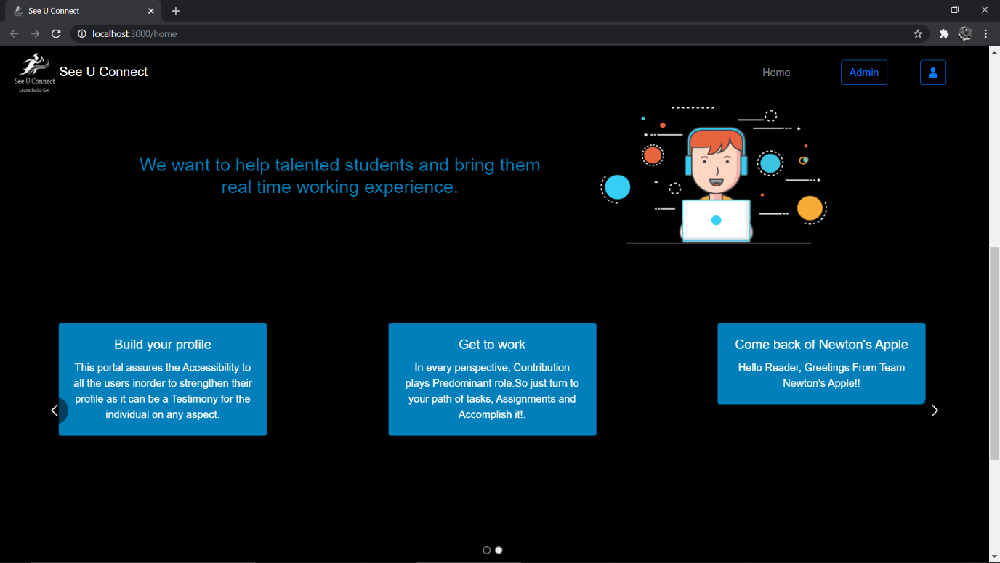 See U Connect
localhost:3000/home
See U Connect
Learn Build Get
See U Connect
Home
Admin
We want to help talented students and bring them
real time working experience.
Build your profile
This portal assures the Accessibility to
all the users inorder to strengthen their
profile as it can be a Testimony for the
individual on any aspect.
Get to work
In every perspective, Contribution
plays Predominant role.So just turn to
your path of tasks, Assignments and
Accomplish it!.
Come back of Newton's Apple
Hello Reader, Greetings From Team
Newton's Apple!!